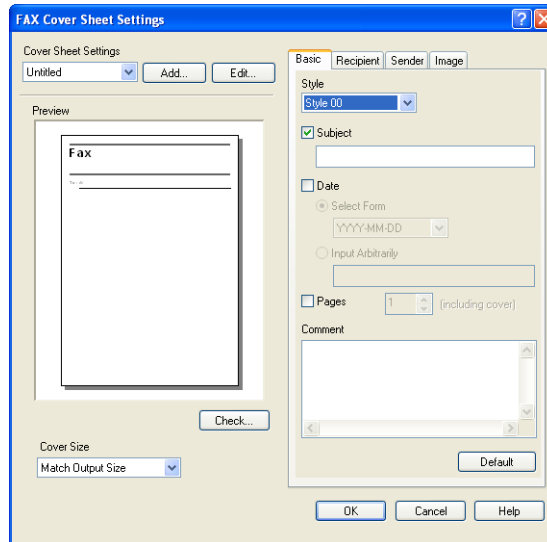 FAX Cover Sheet Settings
Cover Sheet Settings
Untitled
Add...
Edit...
Preview
Fax
Check...
Cover Size
Match Output Size
Basic
Recipient
Sender
Image
Style
Style 00
Subject
Date
Select Form
YYYY-MM-DD
Input Arbitrarily
Pages
1
(including cover)
Comment
Default
OK
Cancel
Help